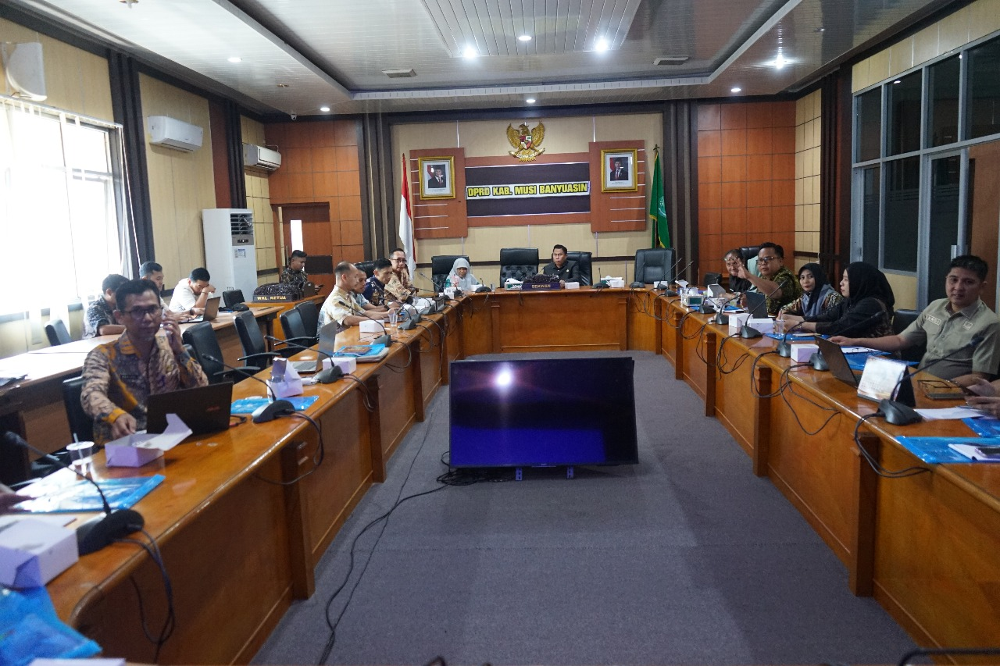 DPRD KAB. MUSI BANYUASIN
SEKWAN
WKL. KETUA